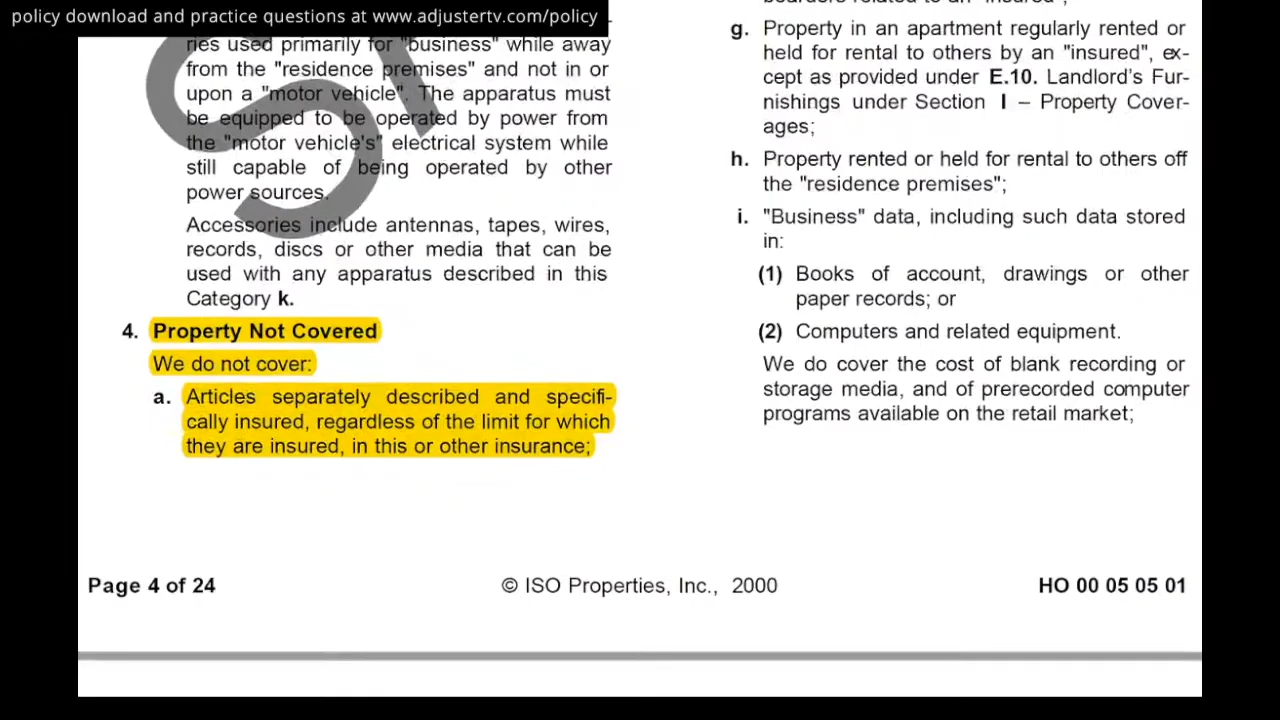 policy download and practice questions at www.adjustertv.com/policy
ries used primarily for "business" while away
from the "residence premises" and not in or
upon a "motor vehicle". The apparatus must
be equipped to be operated by power from
the "motor vehicle's" electrical system while
still capable of being operated by other
power sources.
Accessories include antennas, tapes, wires,
records, discs or other media that can be
used with any apparatus described in this
Category k.
4. Property Not Covered
We do not cover:
a. Articles separately described and specifi-
cally insured, regardless of the limit for which
they are insured, in this or other insurance;
boarders related to an "insured";
g. Property in an apartment regularly rented or
held for rental to others by an "insured", ex-
cept as provided under E.10. Landlord's Fur-
nishings under Section I – Property Cover-
ages;
h. Property rented or held for rental to others off
the "residence premises";
i. "Business" data, including such data stored
in:
(1) Books of account, drawings or other
paper records; or
(2) Computers and related equipment.
We do cover the cost of blank recording or
storage media, and of prerecorded computer
programs available on the retail market;
Page 4 of 24
© ISO Properties, Inc., 2000
HO 00 05 05 01